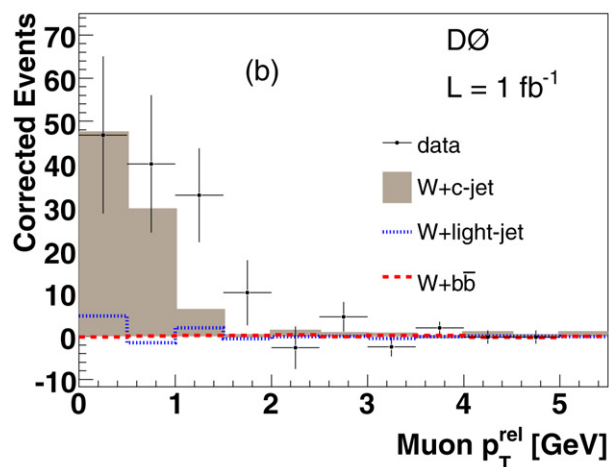 Corrected Events
70
60
50
40
30
20
10
0
-10
(b)
DØ
L = 1 fb⁻¹
data
W+c-jet
W+light-jet
W+bb̅
0 1 2 3 4 5
Muon p_T^rel [GeV]